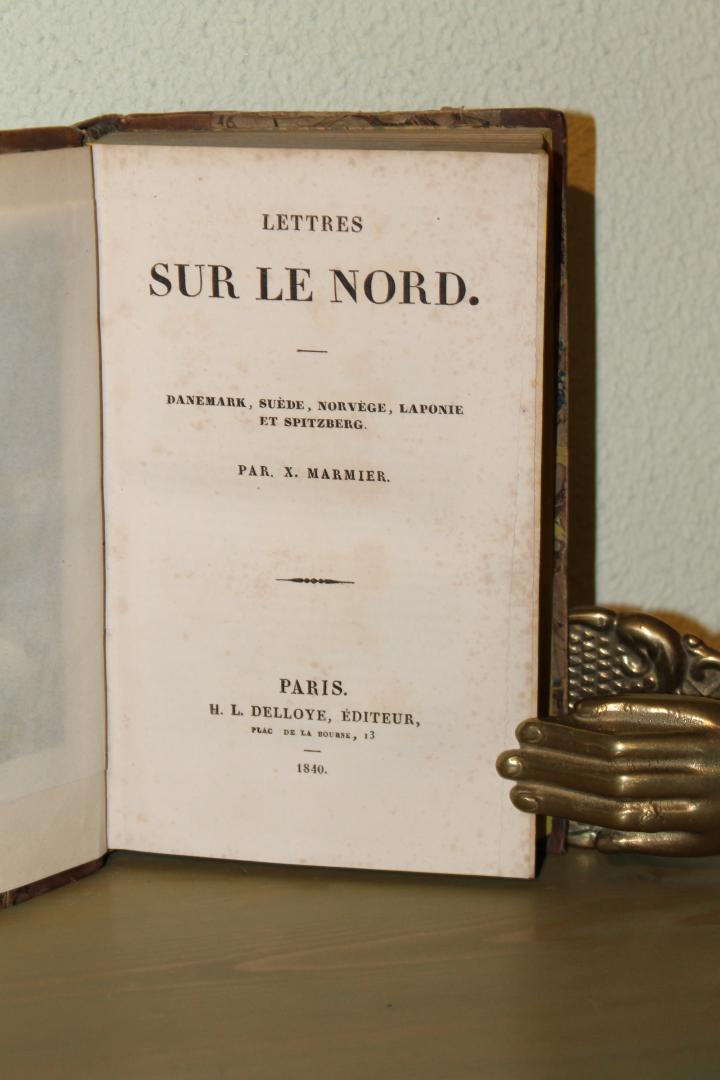 LETTRES
SUR LE NORD.
DANEMARK, SUÈDE, NORVÈGE, LAPONIE
ET SPITZBERG.
PAR. X. MARMIER.
PARIS.
H. L. DELLOYE, ÉDITEUR,
PLAC DE LA BOURSE, 13
1840.